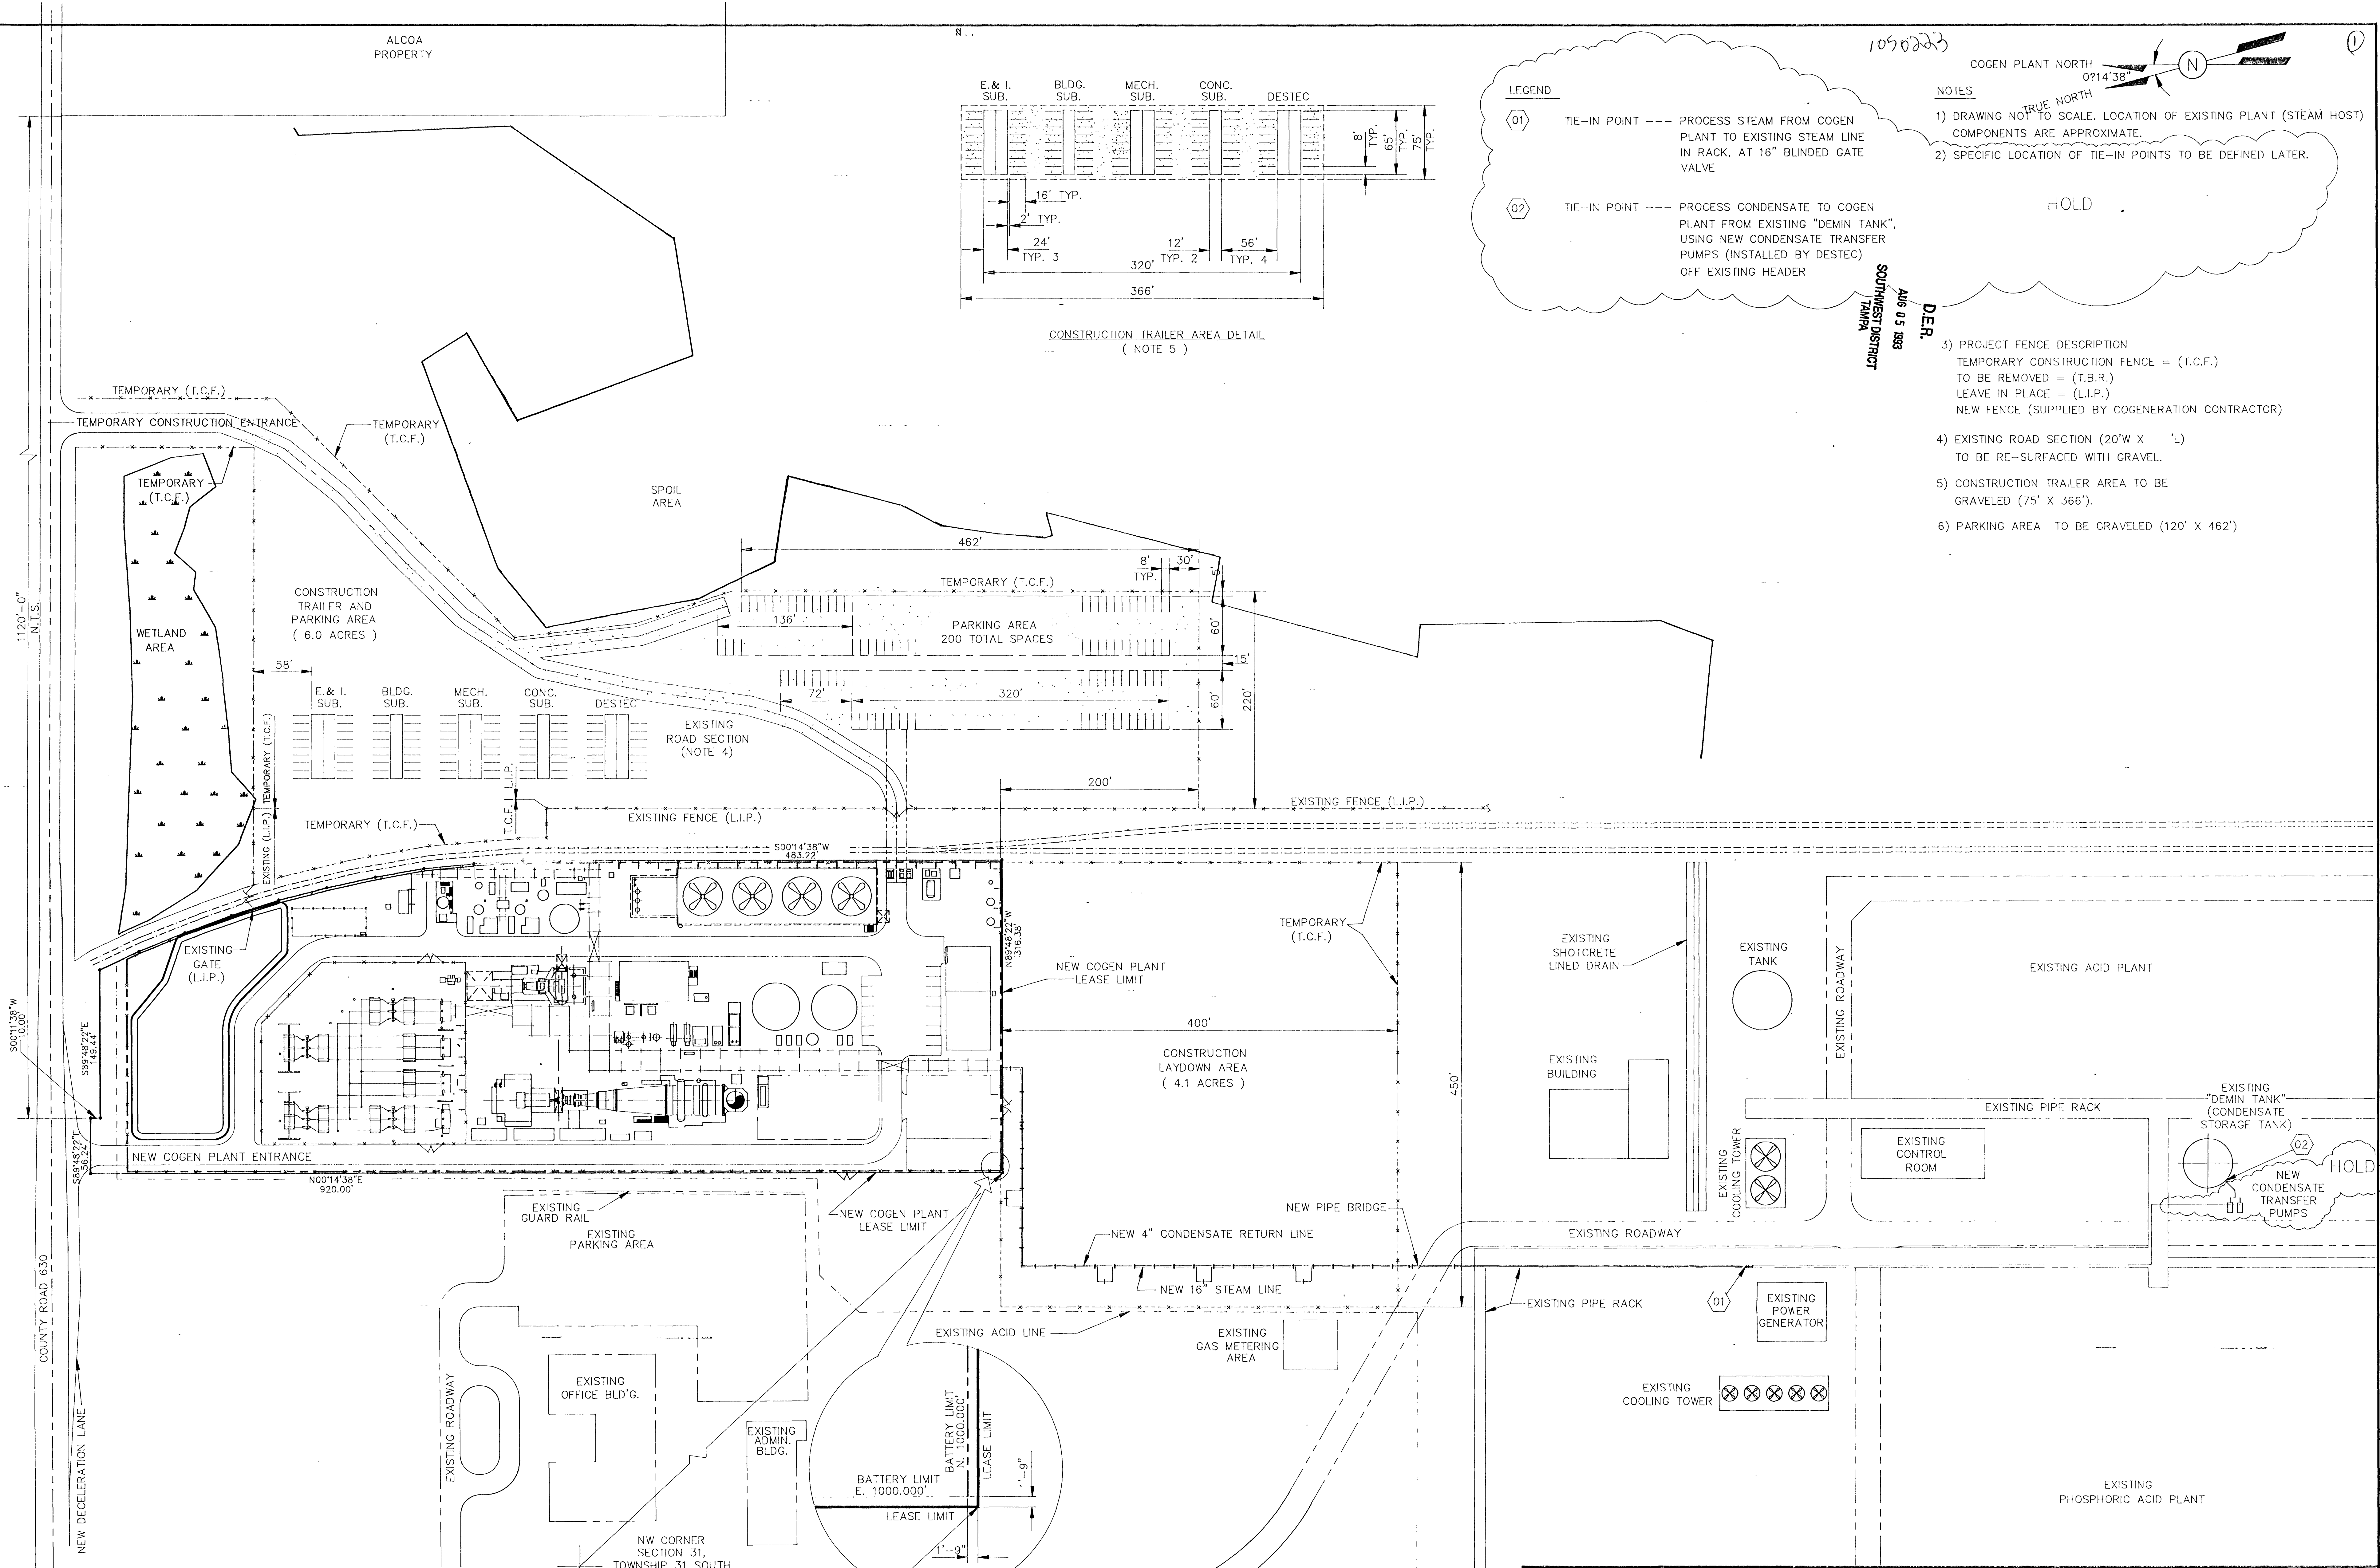 ALCOA
PROPERTY
1050223
1
COGEN PLANT NORTH
0?14'38"
TRUE NORTH
N
E.& I.
SUB.
BLDG.
SUB.
MECH.
SUB.
CONC.
SUB.
DESTEC
8'
TYP.
65'
TYP.
75'
TYP.
16' TYP.
2' TYP.
24'
TYP. 3
12'
TYP. 2
56'
TYP. 4
320'
366'
CONSTRUCTION TRAILER AREA DETAIL
( NOTE 5 )
LEGEND
01
TIE-IN POINT --- PROCESS STEAM FROM COGEN
PLANT TO EXISTING STEAM LINE
IN RACK, AT 16" BLINDED GATE
VALVE
02
TIE-IN POINT --- PROCESS CONDENSATE TO COGEN
PLANT FROM EXISTING "DEMIN TANK",
USING NEW CONDENSATE TRANSFER
PUMPS (INSTALLED BY DESTEC)
OFF EXISTING HEADER
NOTES
1) DRAWING NOT TO SCALE. LOCATION OF EXISTING PLANT (STEAM HOST)
COMPONENTS ARE APPROXIMATE.
2) SPECIFIC LOCATION OF TIE-IN POINTS TO BE DEFINED LATER.
HOLD
D.E.R.
AUG 05 1993
SOUTHWEST DISTRICT
TAMPA
3) PROJECT FENCE DESCRIPTION
TEMPORARY CONSTRUCTION FENCE = (T.C.F.)
TO BE REMOVED = (T.B.R.)
LEAVE IN PLACE = (L.I.P.)
NEW FENCE (SUPPLIED BY COGENERATION CONTRACTOR)
4) EXISTING ROAD SECTION (20'W X 'L)
TO BE RE-SURFACED WITH GRAVEL.
5) CONSTRUCTION TRAILER AREA TO BE
GRAVELED (75' X 366').
6) PARKING AREA TO BE GRAVELED (120' X 462')
TEMPORARY (T.C.F.)
TEMPORARY CONSTRUCTION ENTRANCE
TEMPORARY
(T.C.F.)
TEMPORARY
(T.C.F.)
1120'-0"
N.T.S.
WETLAND
AREA
CONSTRUCTION
TRAILER AND
PARKING AREA
( 6.0 ACRES )
58'
SPOIL
AREA
462'
8'
TYP.
30'
5'
TEMPORARY (T.C.F.)
136'
PARKING AREA
200 TOTAL SPACES
60'
15'
72'
320'
60'
220'
E.& I.
SUB.
BLDG.
SUB.
MECH.
SUB.
CONC.
SUB.
DESTEC
EXISTING
ROAD SECTION
(NOTE 4)
200'
EXISTING (L.I.P.)
TEMPORARY (T.C.F.)
T.C.F.
L.I.P.
TEMPORARY (T.C.F.)
EXISTING FENCE (L.I.P.)
EXISTING FENCE (L.I.P.)
S00°14'38"W
483.22'
EXISTING
GATE
(L.I.P.)
N89°48'22"W
316.38'
NEW COGEN PLANT
LEASE LIMIT
TEMPORARY
(T.C.F.)
400'
CONSTRUCTION
LAYDOWN AREA
( 4.1 ACRES )
450'
EXISTING
SHOTCRETE
LINED DRAIN
EXISTING
TANK
EXISTING ROADWAY
EXISTING ACID PLANT
EXISTING
BUILDING
EXISTING PIPE RACK
EXISTING
"DEMIN TANK"
(CONDENSATE
STORAGE TANK)
02
HOLD
EXISTING
COOLING TOWER
EXISTING
CONTROL
ROOM
NEW
CONDENSATE
TRANSFER
PUMPS
S00°11'38"W
10.00'
S89°48'22"E
149.44'
S89°48'22"E
56.24'
NEW COGEN PLANT ENTRANCE
N00°14'38"E
920.00'
EXISTING
GUARD RAIL
EXISTING
PARKING AREA
NEW COGEN PLANT
LEASE LIMIT
NEW PIPE BRIDGE
NEW 4" CONDENSATE RETURN LINE
NEW 16" STEAM LINE
EXISTING ROADWAY
EXISTING PIPE RACK
01
EXISTING
POWER
GENERATOR
EXISTING ACID LINE
EXISTING
GAS METERING
AREA
COUNTY ROAD 630
NEW DECELERATION LANE
EXISTING ROADWAY
EXISTING
OFFICE BLD'G.
EXISTING
ADMIN.
BLDG.
BATTERY LIMIT
N. 1000.000'
LEASE LIMIT
BATTERY LIMIT
E. 1000.000'
LEASE LIMIT
1'-9"
1'-9"
EXISTING
COOLING TOWER
EXISTING
PHOSPHORIC ACID PLANT
NW CORNER
SECTION 31,
TOWNSHIP 31 SOUTH